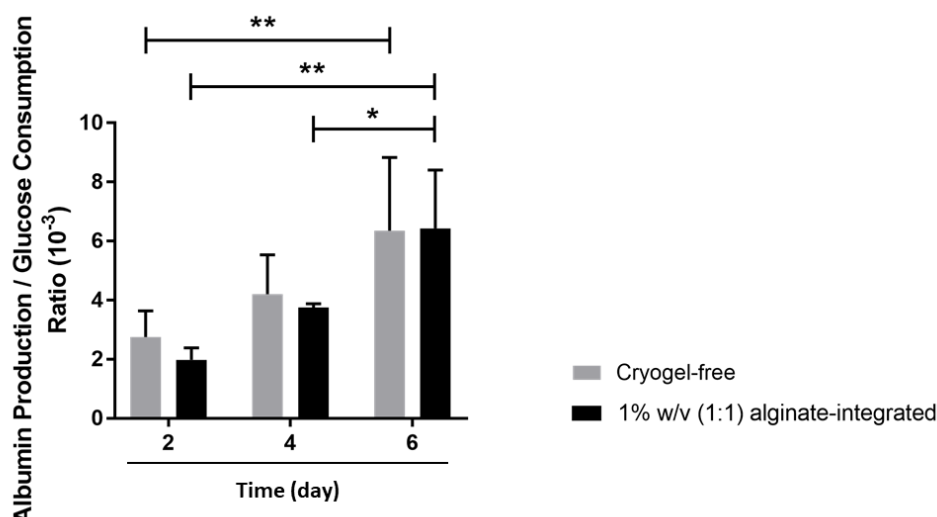 Albumin Production / Glucose Consumption
Ratio (10⁻³)
**
**
*
10
8
6
4
2
0
2 4 6
Time (day)
Cryogel-free
1% w/v (1:1) alginate-integrated